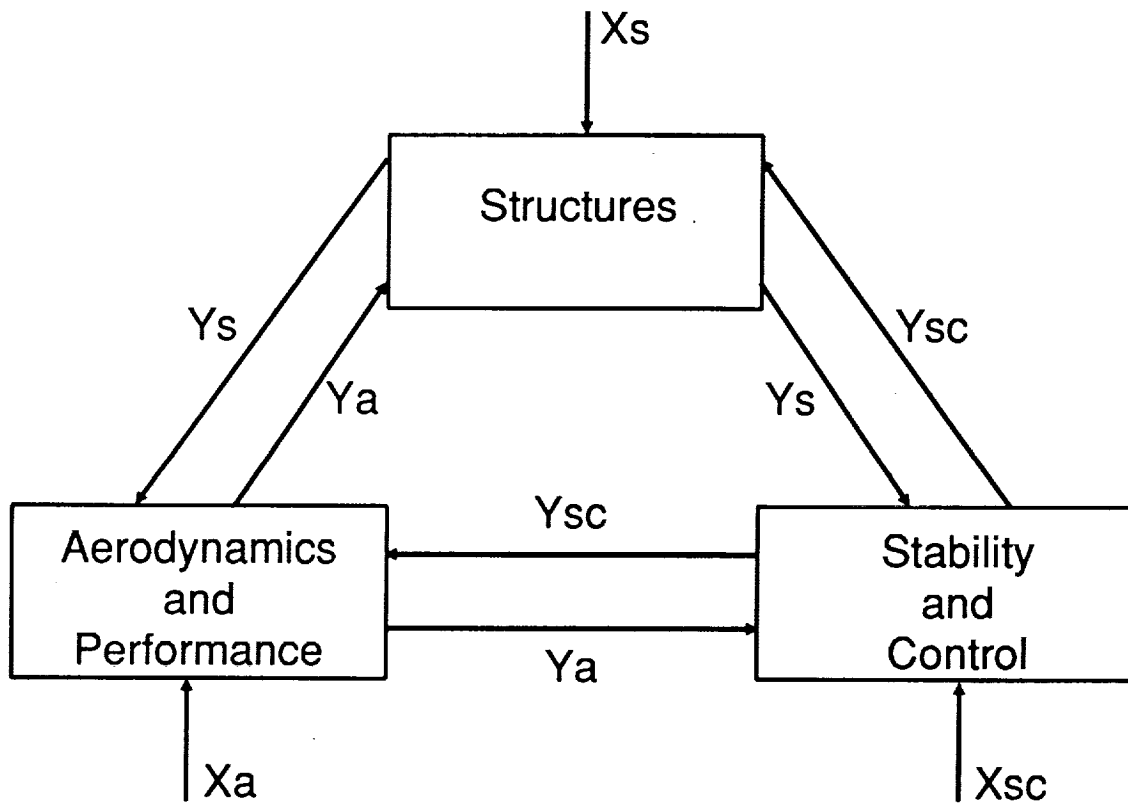 Xs
Structures
Ys
Ysc
Ya
Ys
Ysc
Aerodynamics
and
Performance
Stability
and
Control
Ya
Xa
Xsc